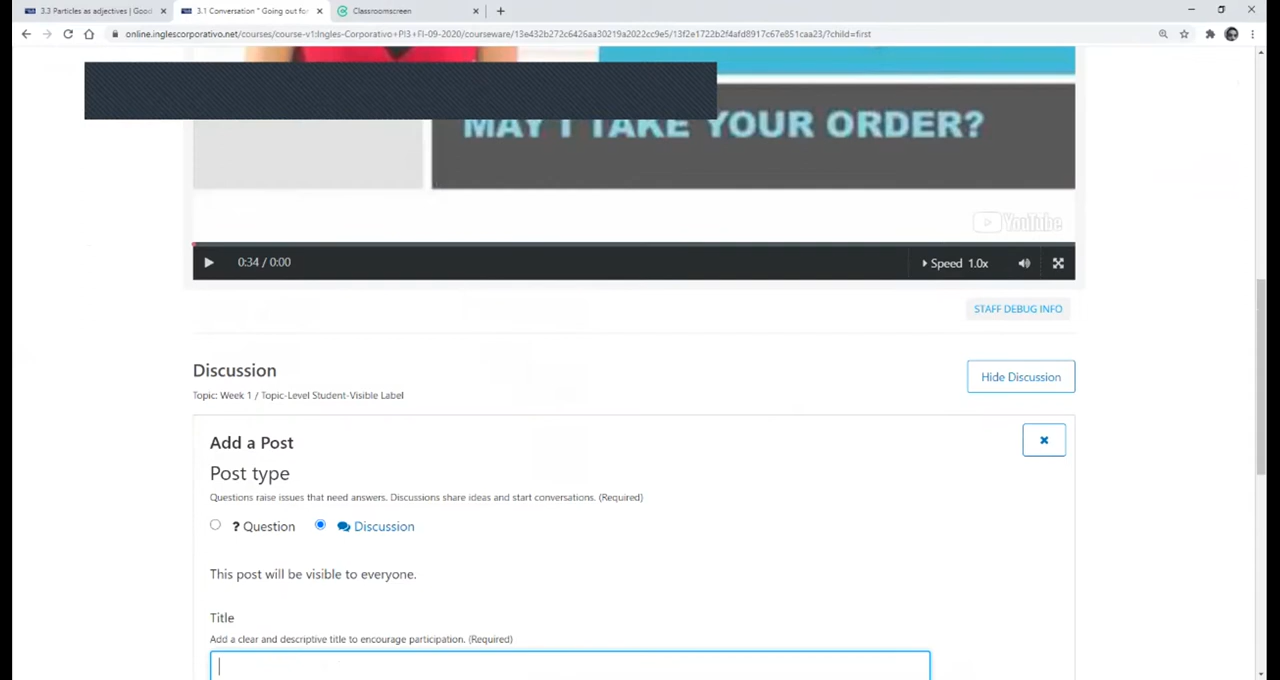 3.3 Particles as adjectives | Good
3.1 Conversation " Going out for
Classroomscreen
online.inglescorporativo.net/courses/course-v1:Ingles-Corporativo+PI3+FI-09-2020/courseware/13e432b272c6426aa30219a2022cc9e5/13f2e1722b2f4afd8917c67e851caa23/?child=first
MAY I TAKE YOUR ORDER?
YouTube
0:34 / 0:00
Speed 1.0x
STAFF DEBUG INFO
Discussion
Hide Discussion
Topic: Week 1 / Topic-Level Student-Visible Label
Add a Post
Post type
Questions raise issues that need answers. Discussions share ideas and start conversations. (Required)
? Question
Discussion
This post will be visible to everyone.
Title
Add a clear and descriptive title to encourage participation. (Required)